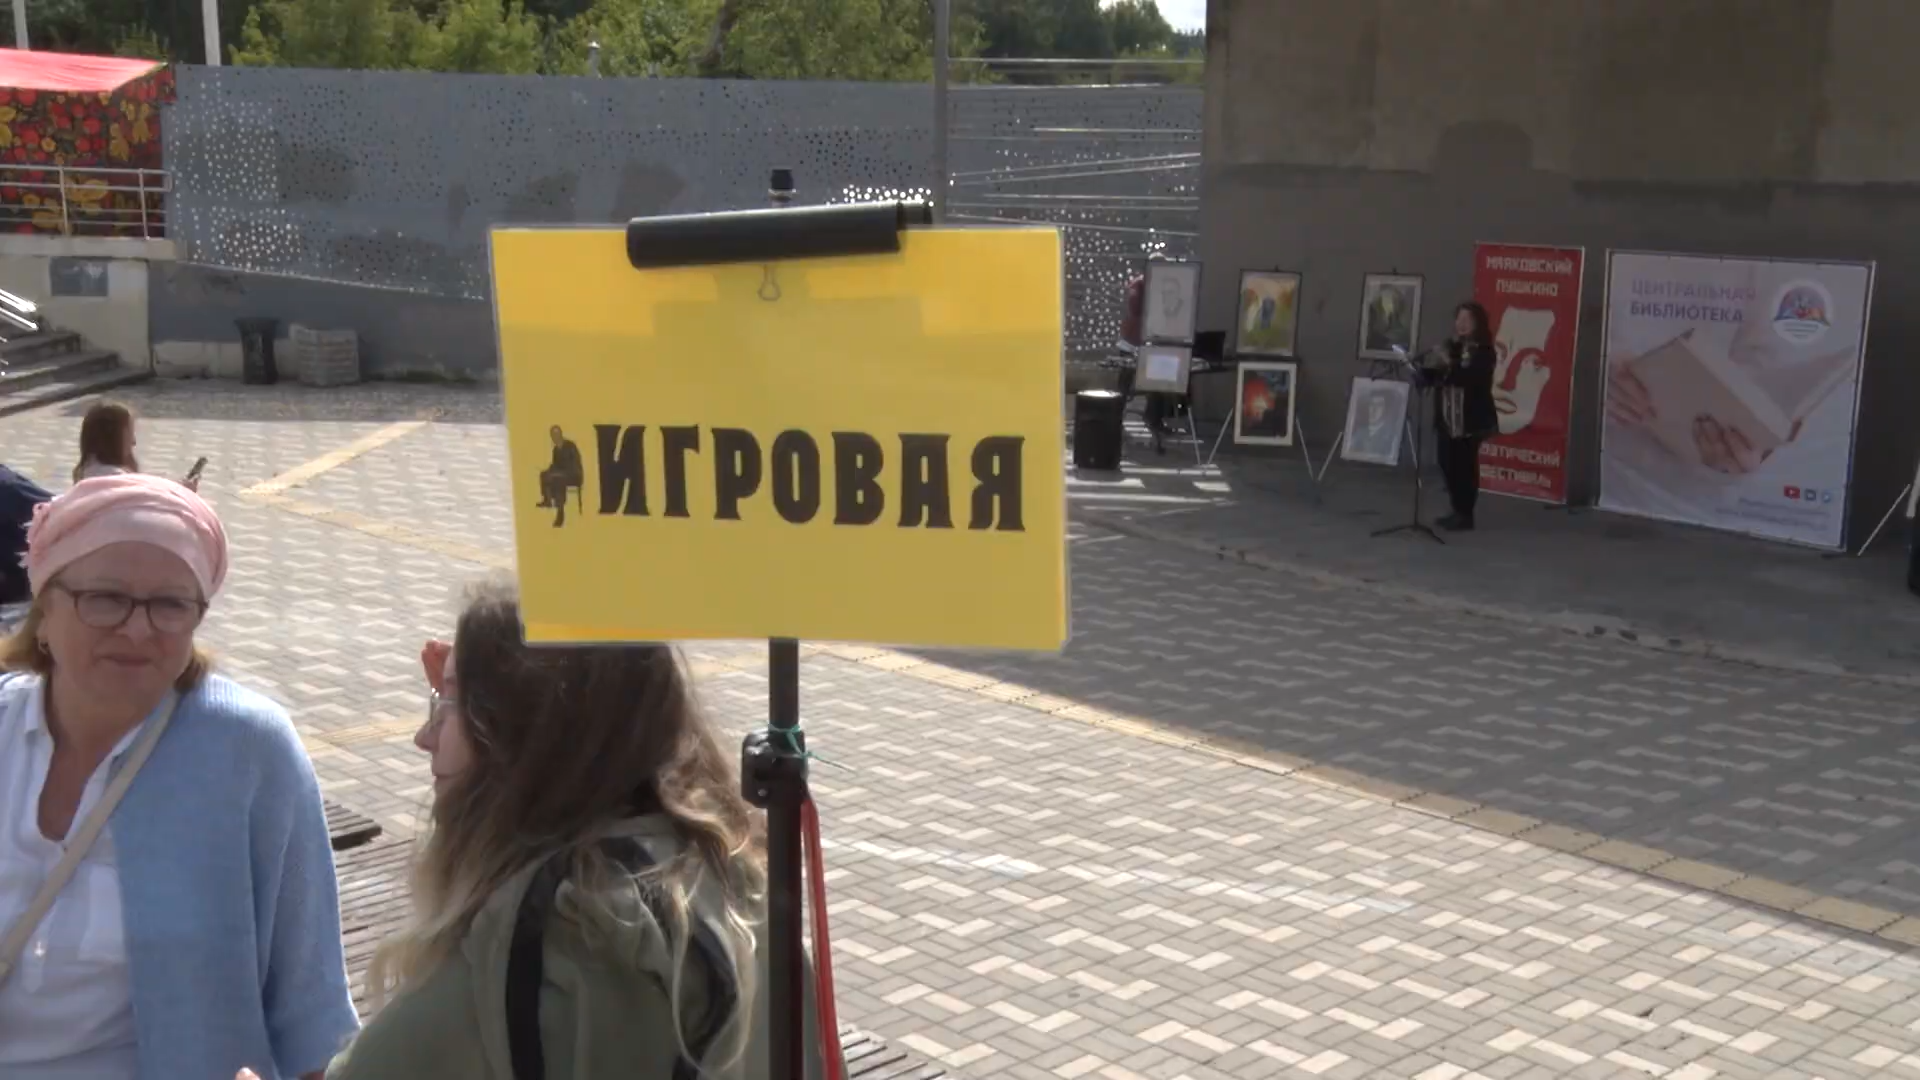 ИГРОВАЯ
МАЯКОВСКИЙ
ПУШКИНО
ПОЭТИЧЕСКИЙ
ФЕСТИВАЛЬ
ЦЕНТРАЛЬНАЯ
БИБЛИОТЕКА